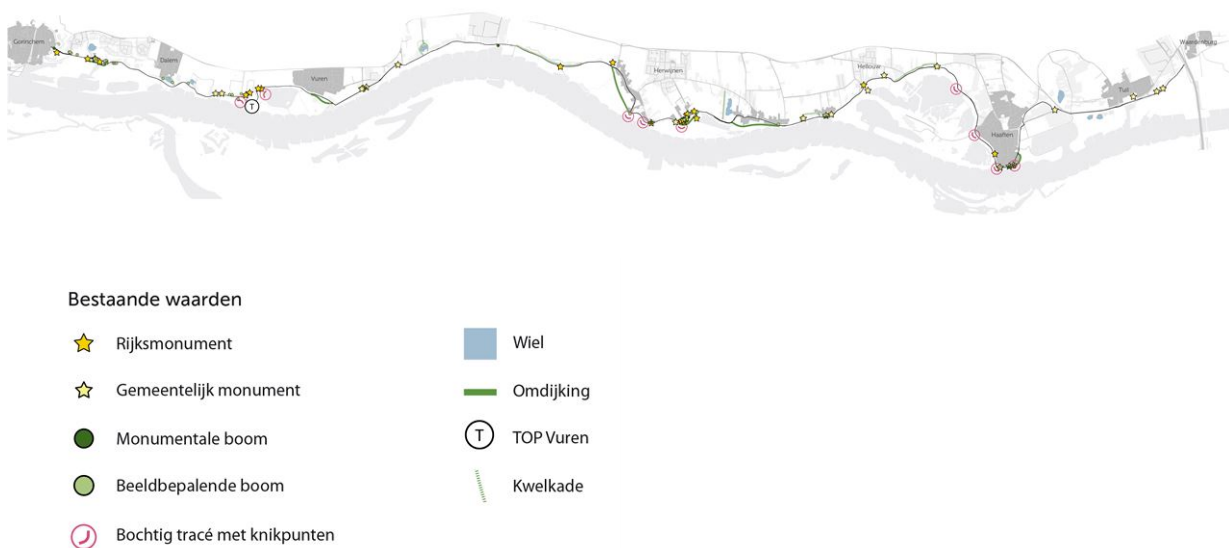 Gorinchem
Dalem
Vuren
Herwijnen
Hellouw
Haaften
Tuil
Waardenburg
T
Bestaande waarden
Rijksmonument
Gemeentelijk monument
Monumentale boom
Beeldbepalende boom
Bochtig tracé met knikpunten
Wiel
Omdijking
T
TOP Vuren
Kwelkade